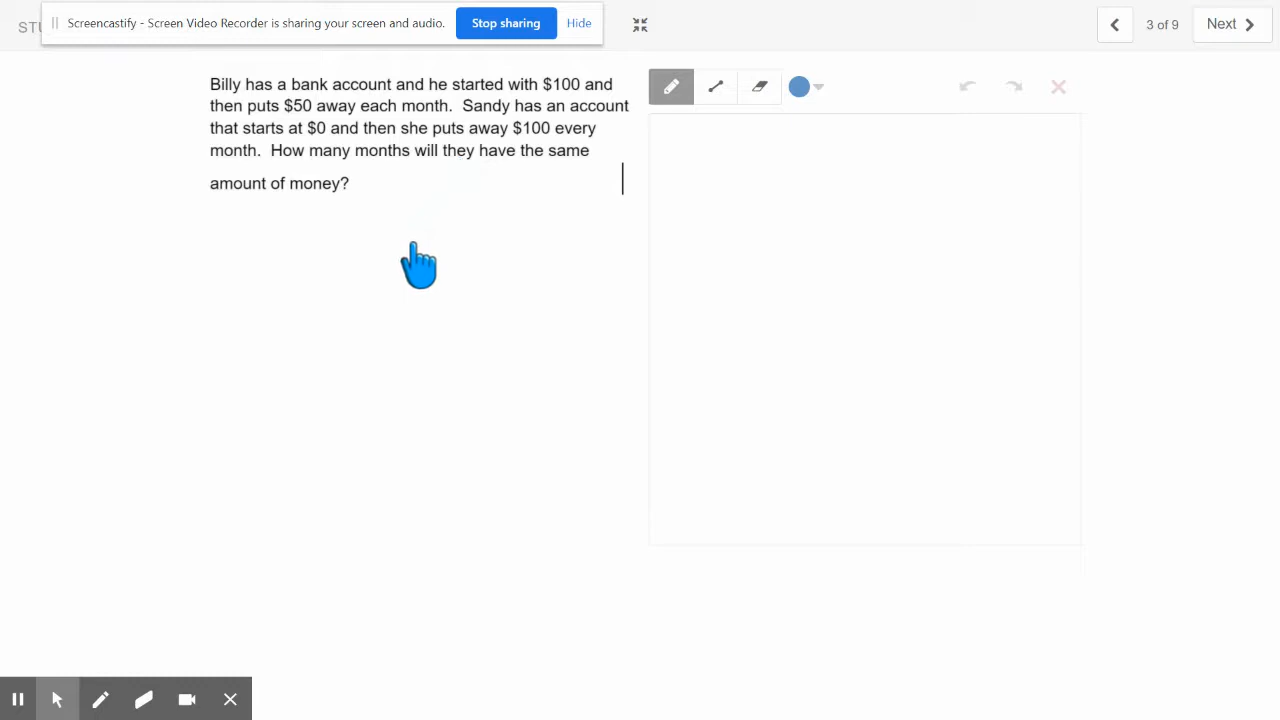 STU
Screencastify - Screen Video Recorder is sharing your screen and audio.
Stop sharing
Hide
3 of 9
Next
Billy has a bank account and he started with $100 and
then puts $50 away each month.  Sandy has an account
that starts at $0 and then she puts away $100 every
month.  How many months will they have the same
amount of money?